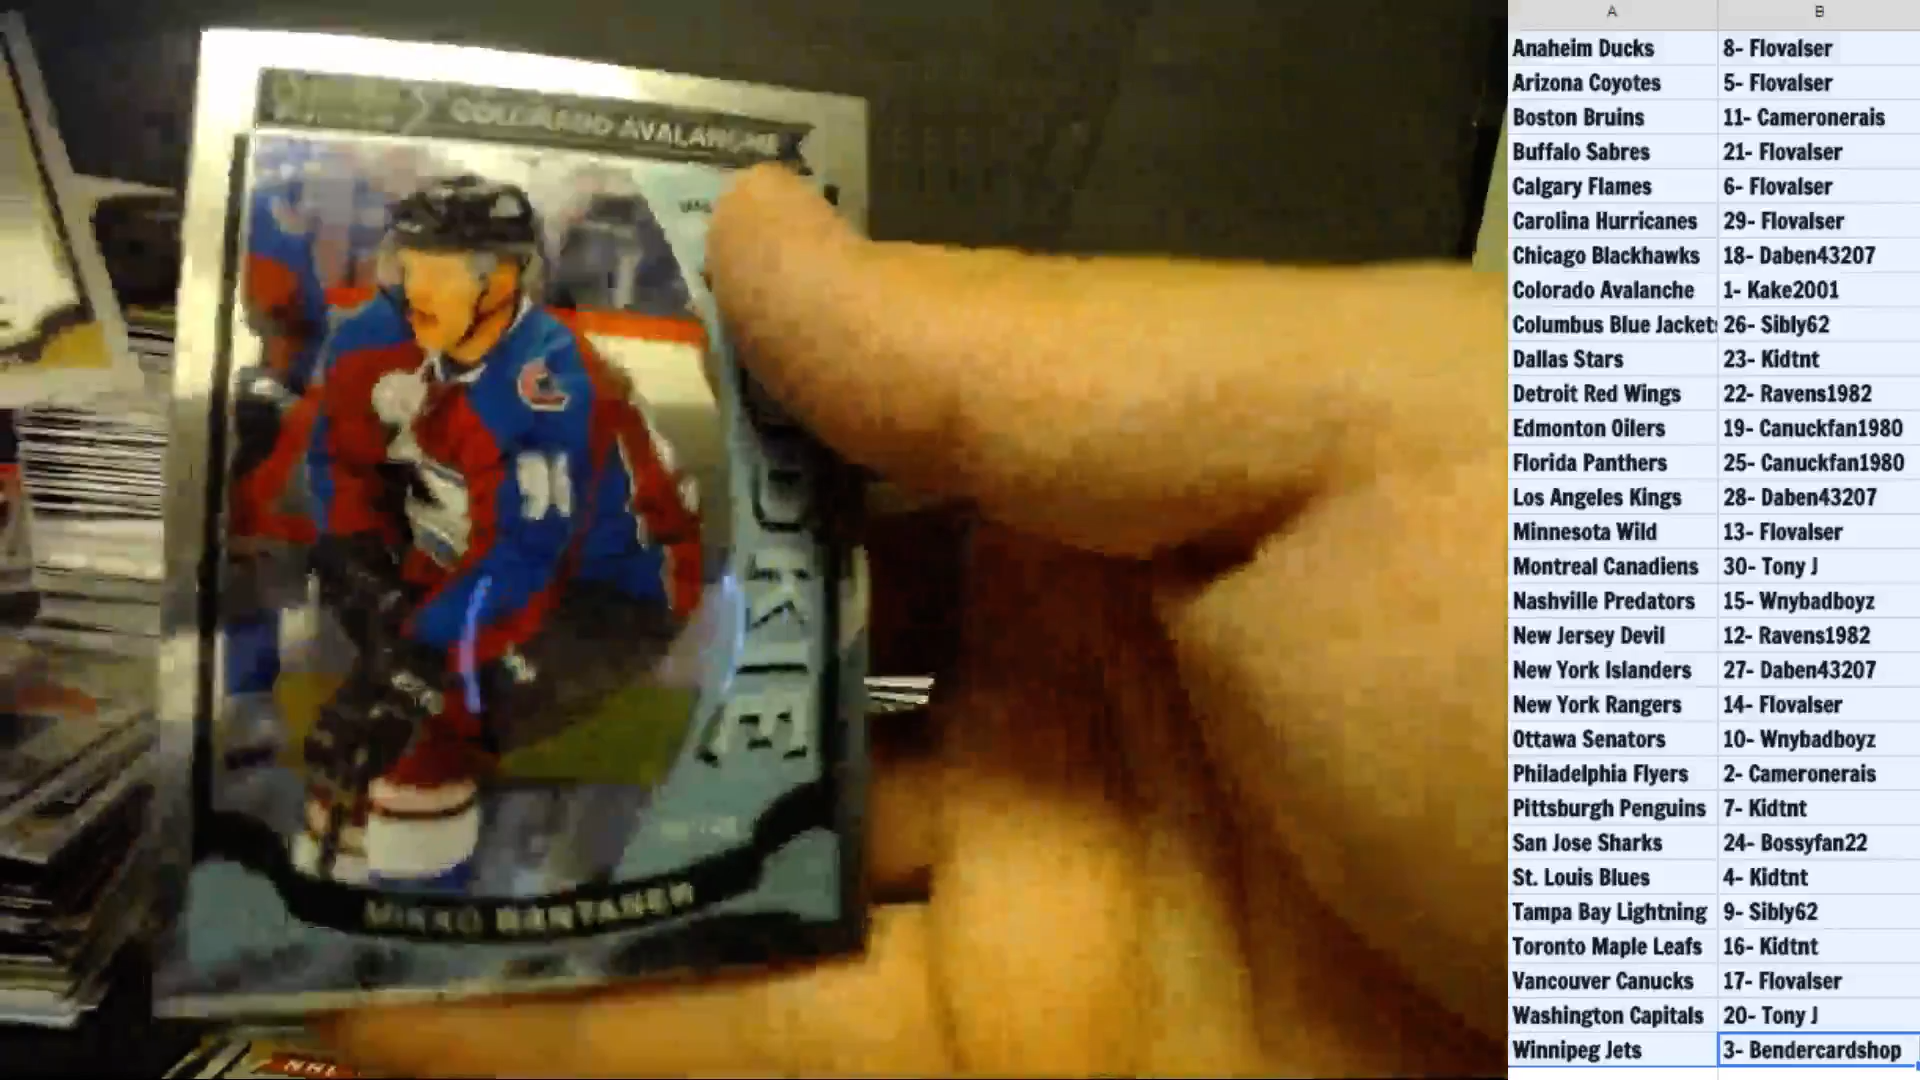 COLORADO AVALANCHE
91
ROOKIE
MIKKO RANTANEN
NHL
A B
Anaheim Ducks 8- Flovalser
Arizona Coyotes 5- Flovalser
Boston Bruins 11- Cameronerais
Buffalo Sabres 21- Flovalser
Calgary Flames 6- Flovalser
Carolina Hurricanes 29- Flovalser
Chicago Blackhawks 18- Daben43207
Colorado Avalanche 1- Kake2001
Columbus Blue Jackets 26- Sibly62
Dallas Stars 23- Kidtnt
Detroit Red Wings 22- Ravens1982
Edmonton Oilers 19- Canuckfan1980
Florida Panthers 25- Canuckfan1980
Los Angeles Kings 28- Daben43207
Minnesota Wild 13- Flovalser
Montreal Canadiens 30- Tony J
Nashville Predators 15- Wnybadboyz
New Jersey Devil 12- Ravens1982
New York Islanders 27- Daben43207
New York Rangers 14- Flovalser
Ottawa Senators 10- Wnybadboyz
Philadelphia Flyers 2- Cameronerais
Pittsburgh Penguins 7- Kidtnt
San Jose Sharks 24- Bossyfan22
St. Louis Blues 4- Kidtnt
Tampa Bay Lightning 9- Sibly62
Toronto Maple Leafs 16- Kidtnt
Vancouver Canucks 17- Flovalser
Washington Capitals 20- Tony J
Winnipeg Jets 3- Bendercardshop